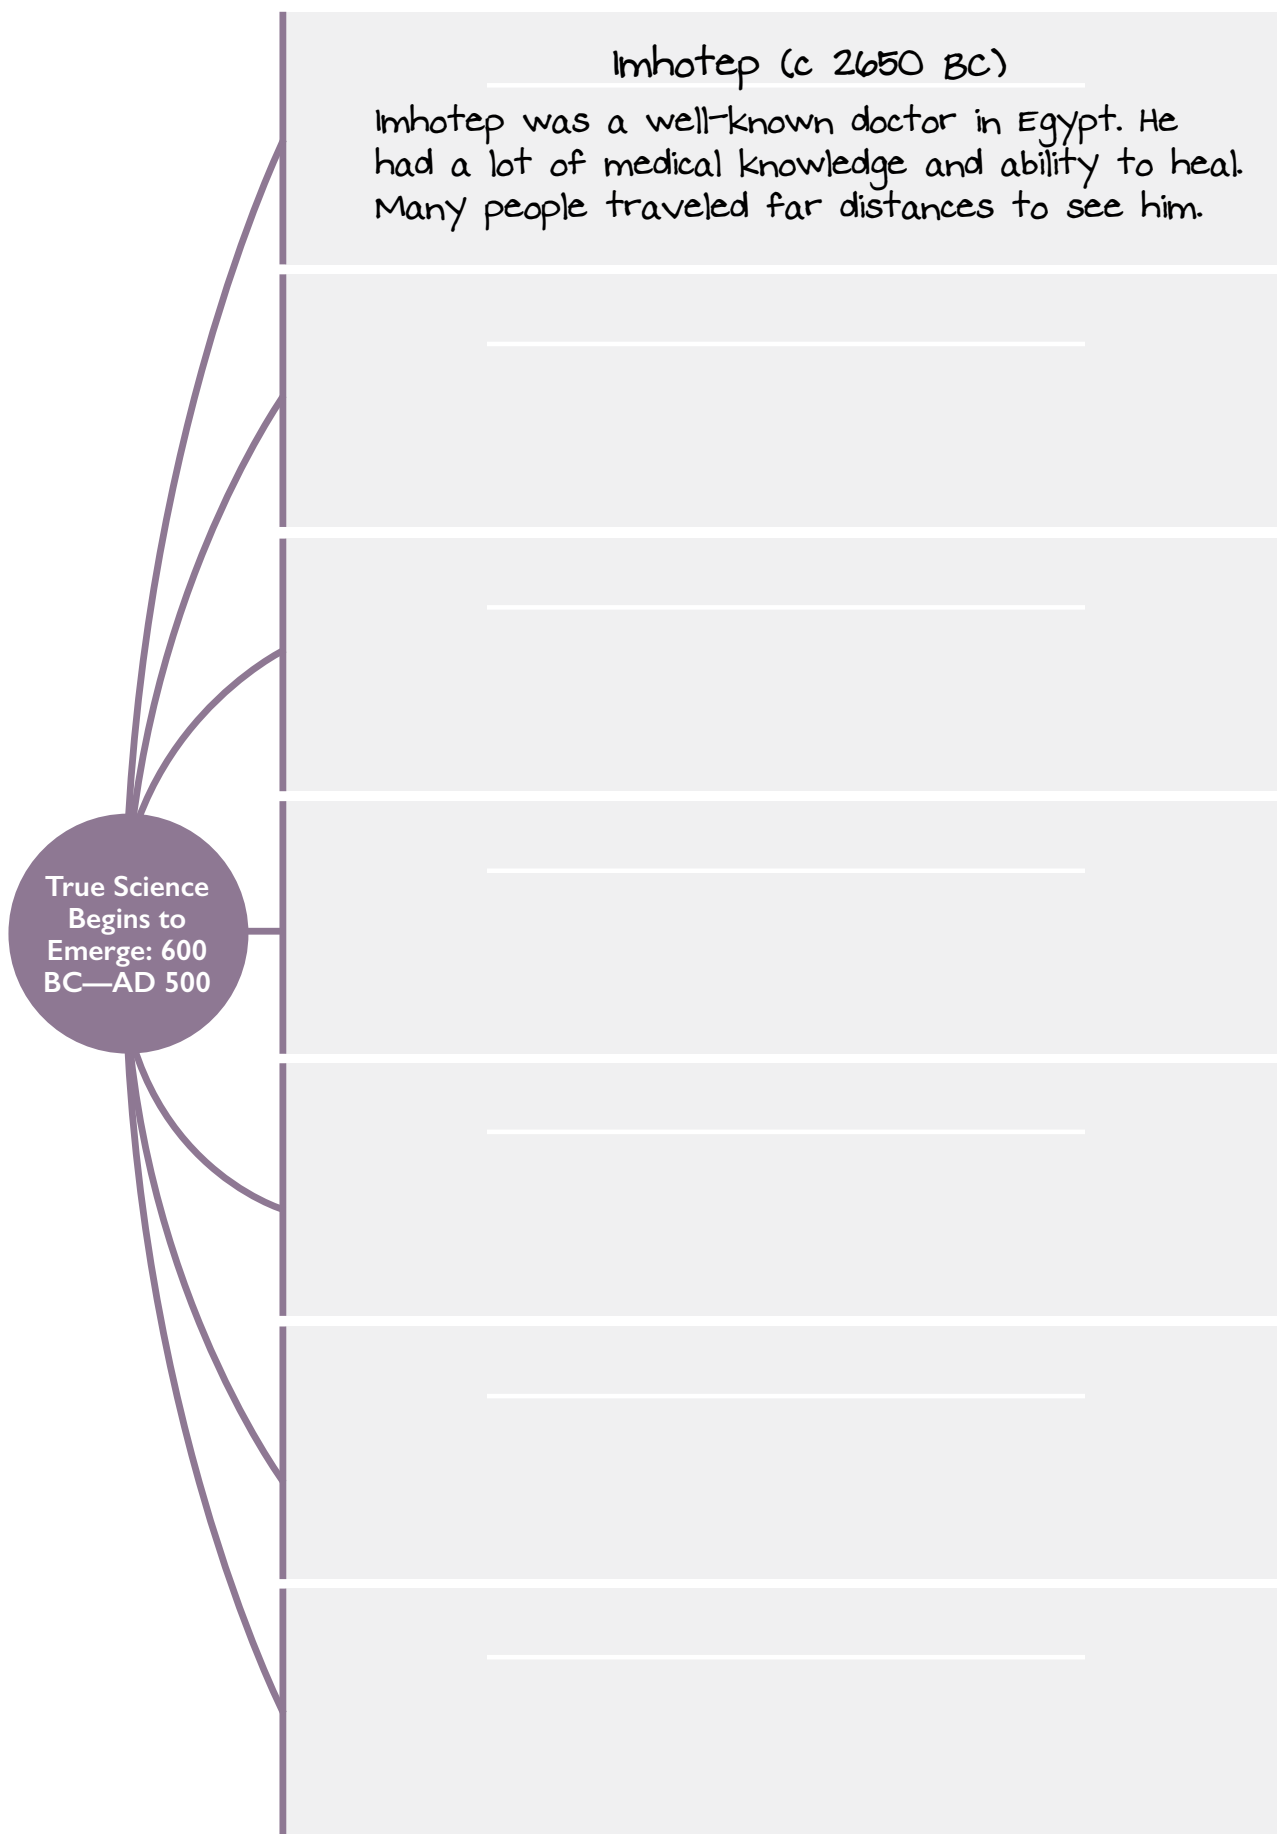 Imhotep (c 2650 BC)
Imhotep was a well-known doctor in Egypt. He
had a lot of medical knowledge and ability to heal.
Many people traveled far distances to see him.
True Science
Begins to
Emerge: 600
BC—AD 500